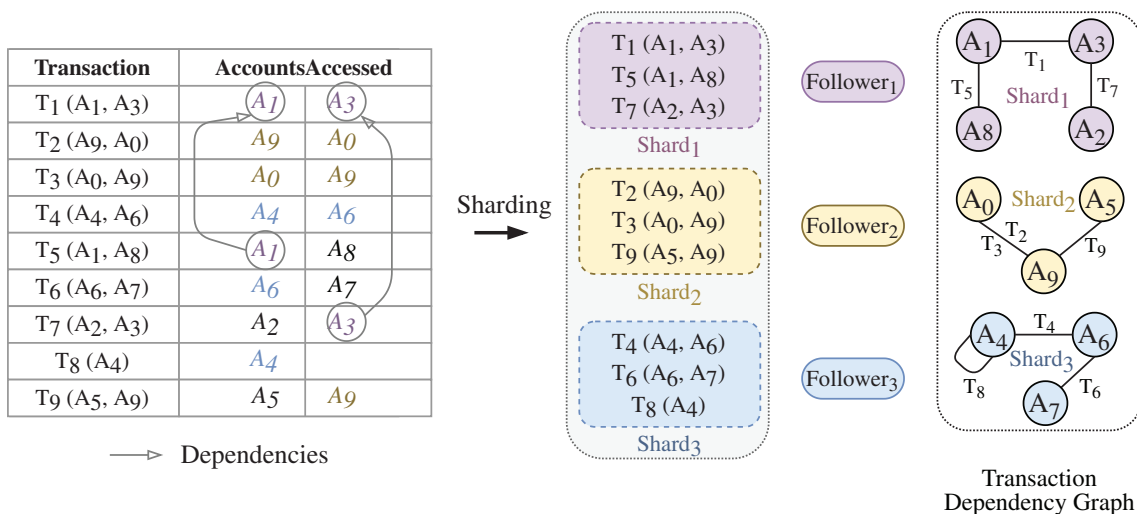 Transaction Accounts Accessed
T₁ (A₁, A₃) A₁ A₃
T₂ (A₉, A₀) A₉ A₀
T₃ (A₀, A₉) A₀ A₉
T₄ (A₄, A₆) A₄ A₆
T₅ (A₁, A₈) A₁ A₈
T₆ (A₆, A₇) A₆ A₇
T₇ (A₂, A₃) A₂ A₃
T₈ (A₄) A₄
T₉ (A₅, A₉) A₅ A₉
Dependencies
Sharding
T₁ (A₁, A₃)
T₅ (A₁, A₈)
T₇ (A₂, A₃)
Shard₁
T₂ (A₉, A₀)
T₃ (A₀, A₉)
T₉ (A₅, A₉)
Shard₂
T₄ (A₄, A₆)
T₆ (A₆, A₇)
T₈ (A₄)
Shard₃
Follower₁
Follower₂
Follower₃
A₁ A₃
T₁
T₅ Shard₁ T₇
A₈ A₂
A₀ Shard₂ A₅
T₂
T₃ T₉
A₉
T₄
A₄ A₆
Shard₃
T₈ T₆
A₇
Transaction
Dependency Graph